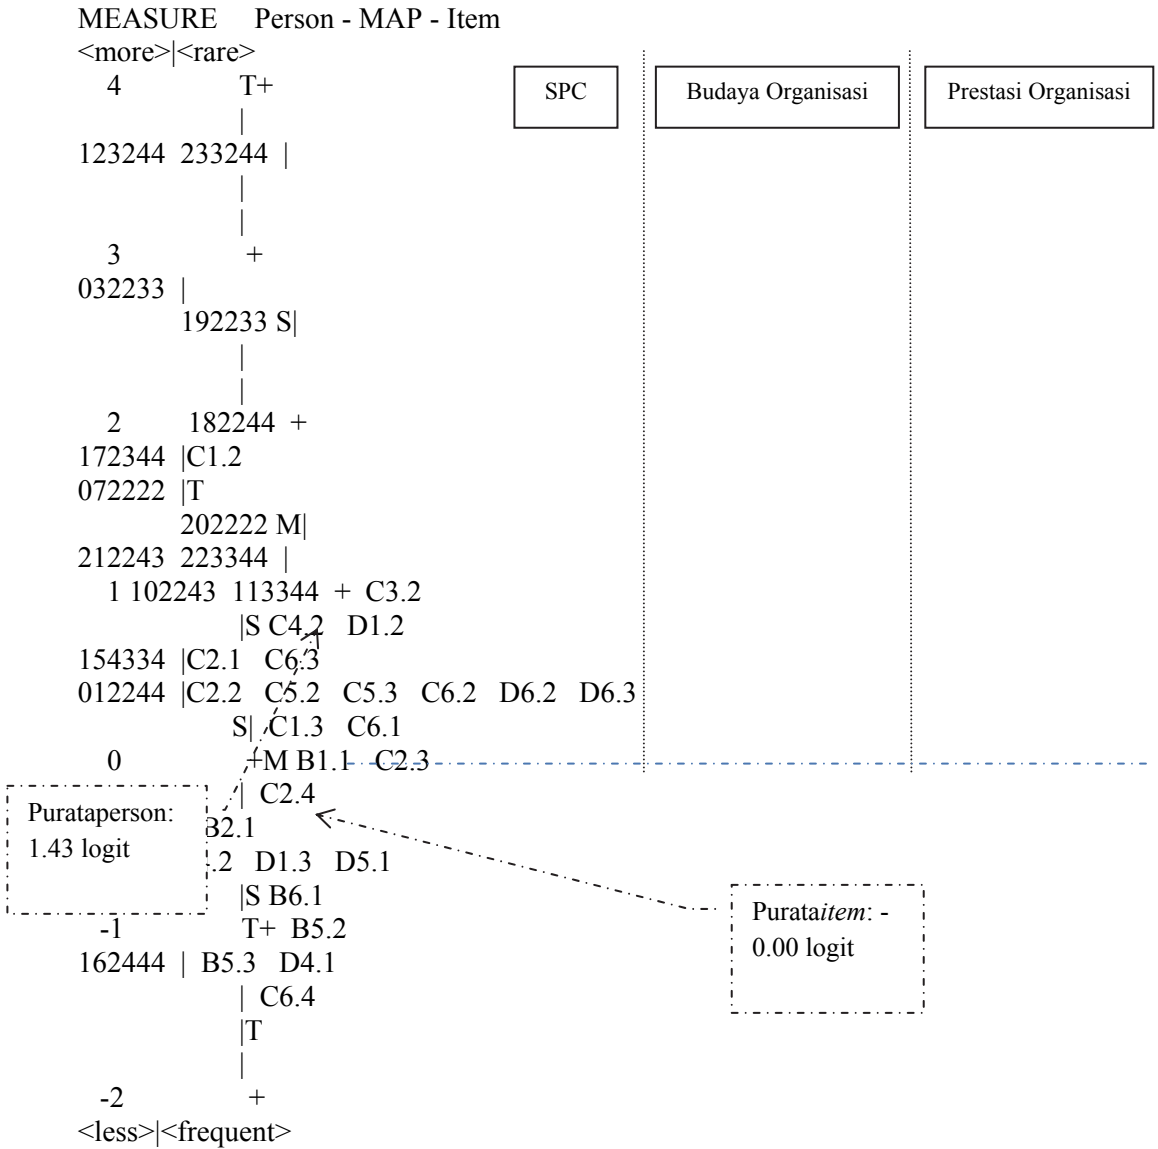 MEASURE Person - MAP - Item
<more>|<rare>
4 T+
SPC
Budaya Organisasi
Prestasi Organisasi
|
123244 233244 |
|
|
3 +
032233 |
192233 S|
|
|
2 182244 +
172344 |C1.2
072222 |T
202222 M|
212243 223344 |
1 102243 113344 + C3.2
|S C4.2 D1.2
154334 |C2.1 C6.3
012244 |C2.2 C5.2 C5.3 C6.2 D6.2 D6.3
S| C1.3 C6.1
0 +M B1.1 C2.3
| C2.4
Purataperson:
1.43 logit
B2.1
.2 D1.3 D5.1
|S B6.1
Purataitem: -
0.00 logit
-1 T+ B5.2
162444 | B5.3 D4.1
| C6.4
|T
|
-2 +
<less>|<frequent>